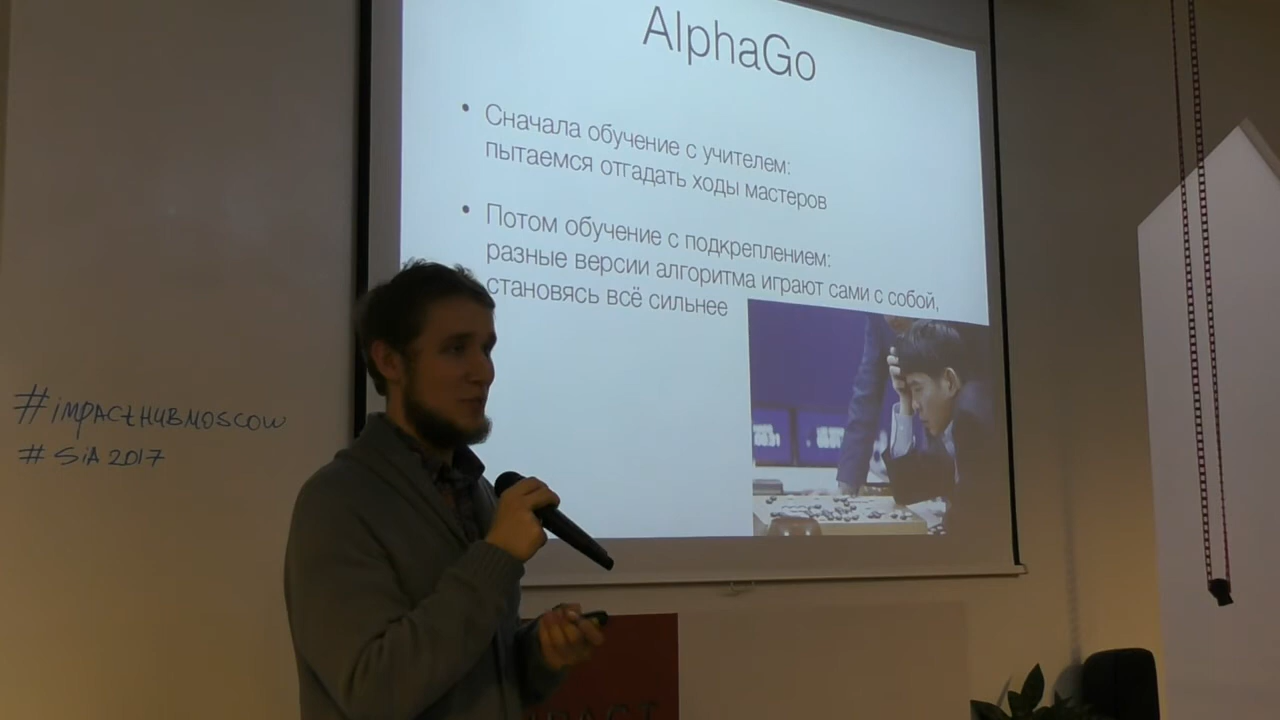 AlphaGo
• Сначала обучение с учителем:
пытаемся отгадать ходы мастеров
• Потом обучение с подкреплением:
разные версии алгоритма играют сами с собой,
становясь всё сильнее
#IMPACTHUBMOSCOW
# SIA 2017